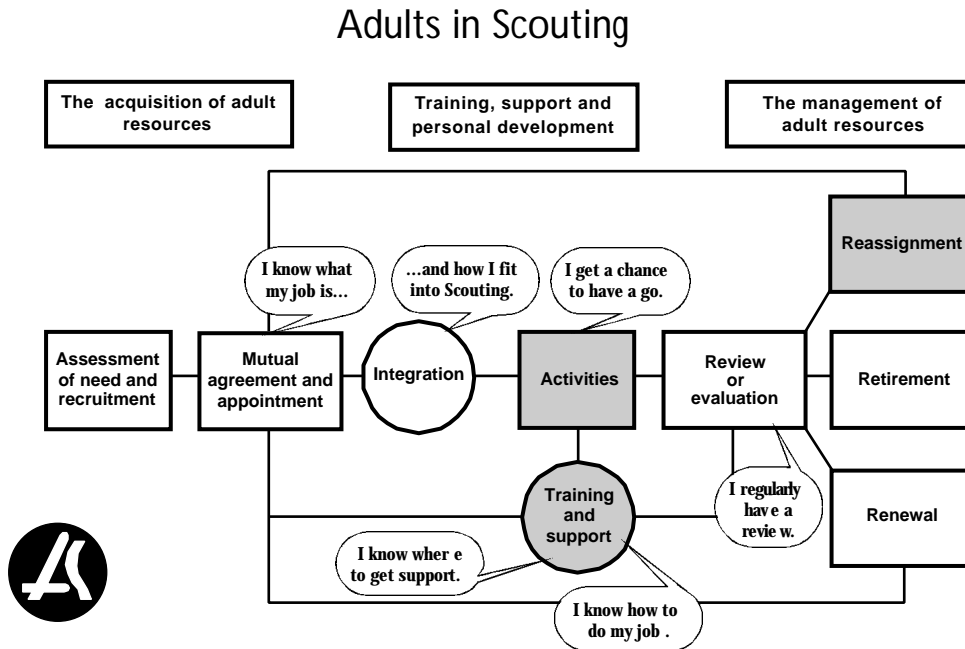 Adults in Scouting
The acquisition of adult
resources
Training, support and
personal development
The management of
adult resources
Reassignment
I know what
my job is…
…and how I fit
into Scouting.
I get a chance
to have a go.
Assessment
of need and
recruitment
Mutual
agreement and
appointment
Integration
Activities
Review
or
evaluation
Retirement
Training
and
support
I regularly
have a
review.
Renewal
I know where
to get support.
I know how to
do my job .